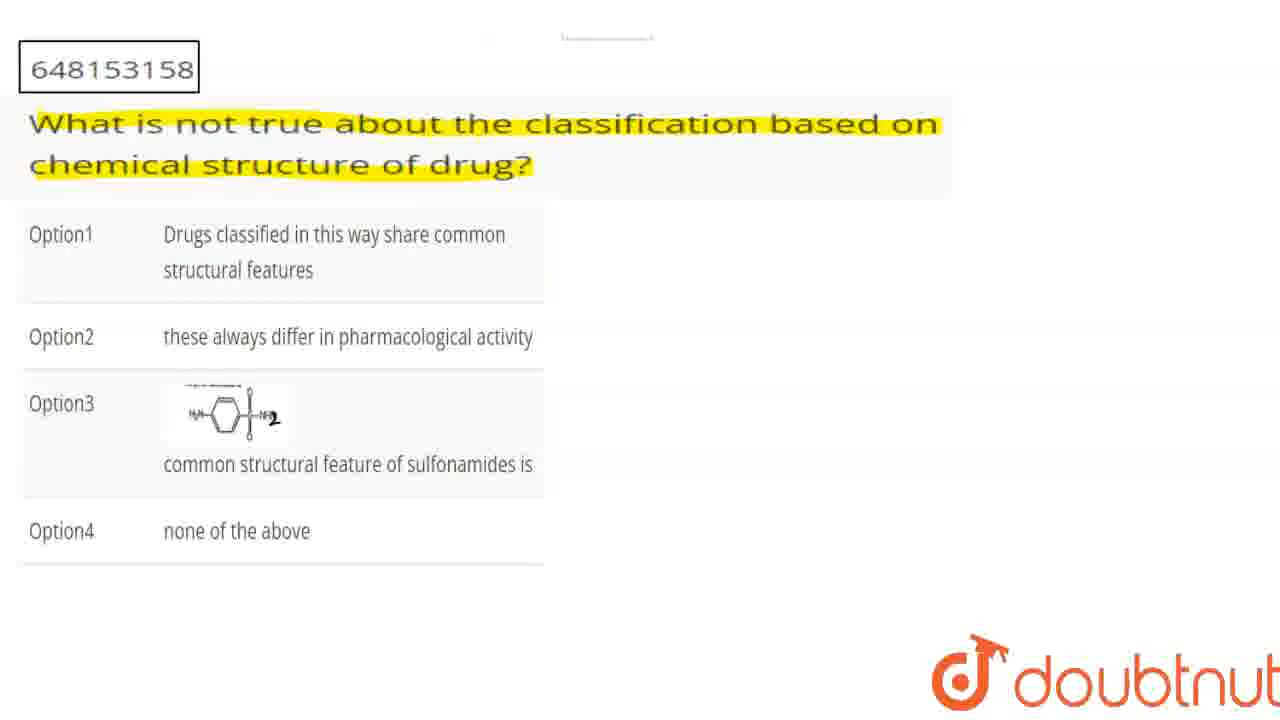 648153158
What is not true about the classification based on
chemical structure of drug?
Option1
Drugs classified in this way share common
structural features
Option2
these always differ in pharmacological activity
Option3
H₂N
O
O
2
common structural feature of sulfonamides is
Option4
none of the above
doubtnut